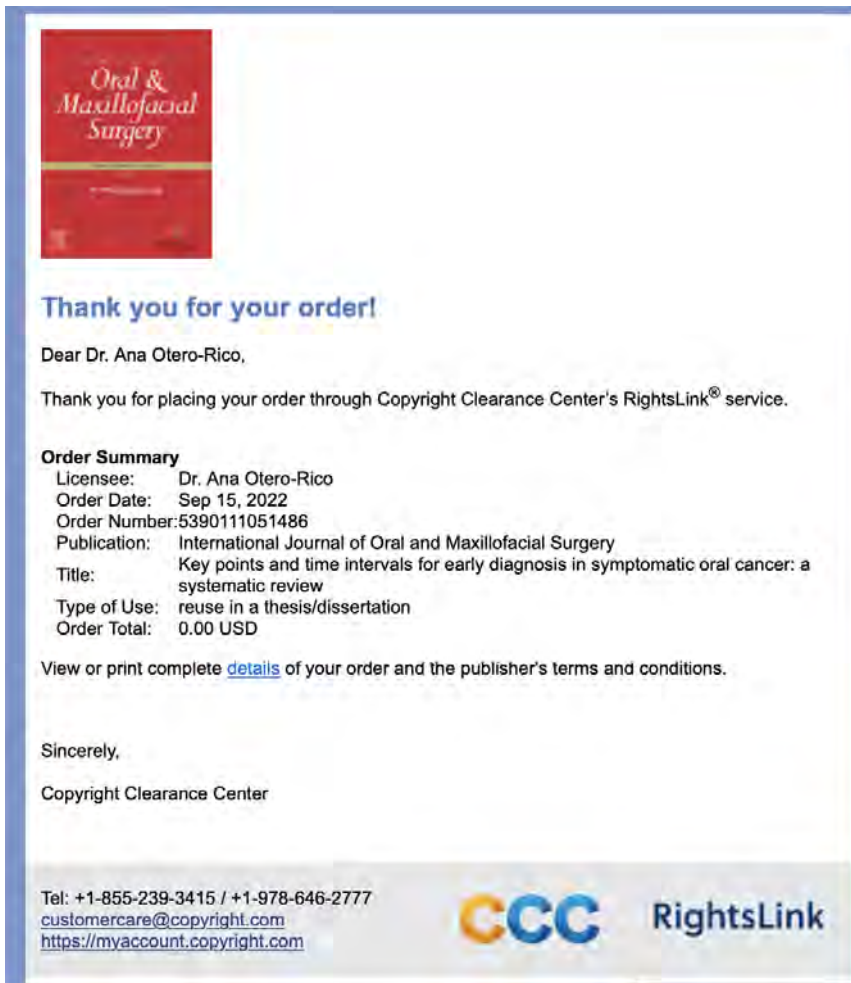 Oral &
Maxillofacial
Surgery
Thank you for your order!
Dear Dr. Ana Otero-Rico,
Thank you for placing your order through Copyright Clearance Center's RightsLink® service.
Order Summary
Licensee: Dr. Ana Otero-Rico
Order Date: Sep 15, 2022
Order Number:5390111051486
Publication: International Journal of Oral and Maxillofacial Surgery
Title: Key points and time intervals for early diagnosis in symptomatic oral cancer: a
systematic review
Type of Use: reuse in a thesis/dissertation
Order Total: 0.00 USD
View or print complete details of your order and the publisher's terms and conditions.
Sincerely,
Copyright Clearance Center
Tel: +1-855-239-3415 / +1-978-646-2777
customercare@copyright.com
https://myaccount.copyright.com
CCC RightsLink